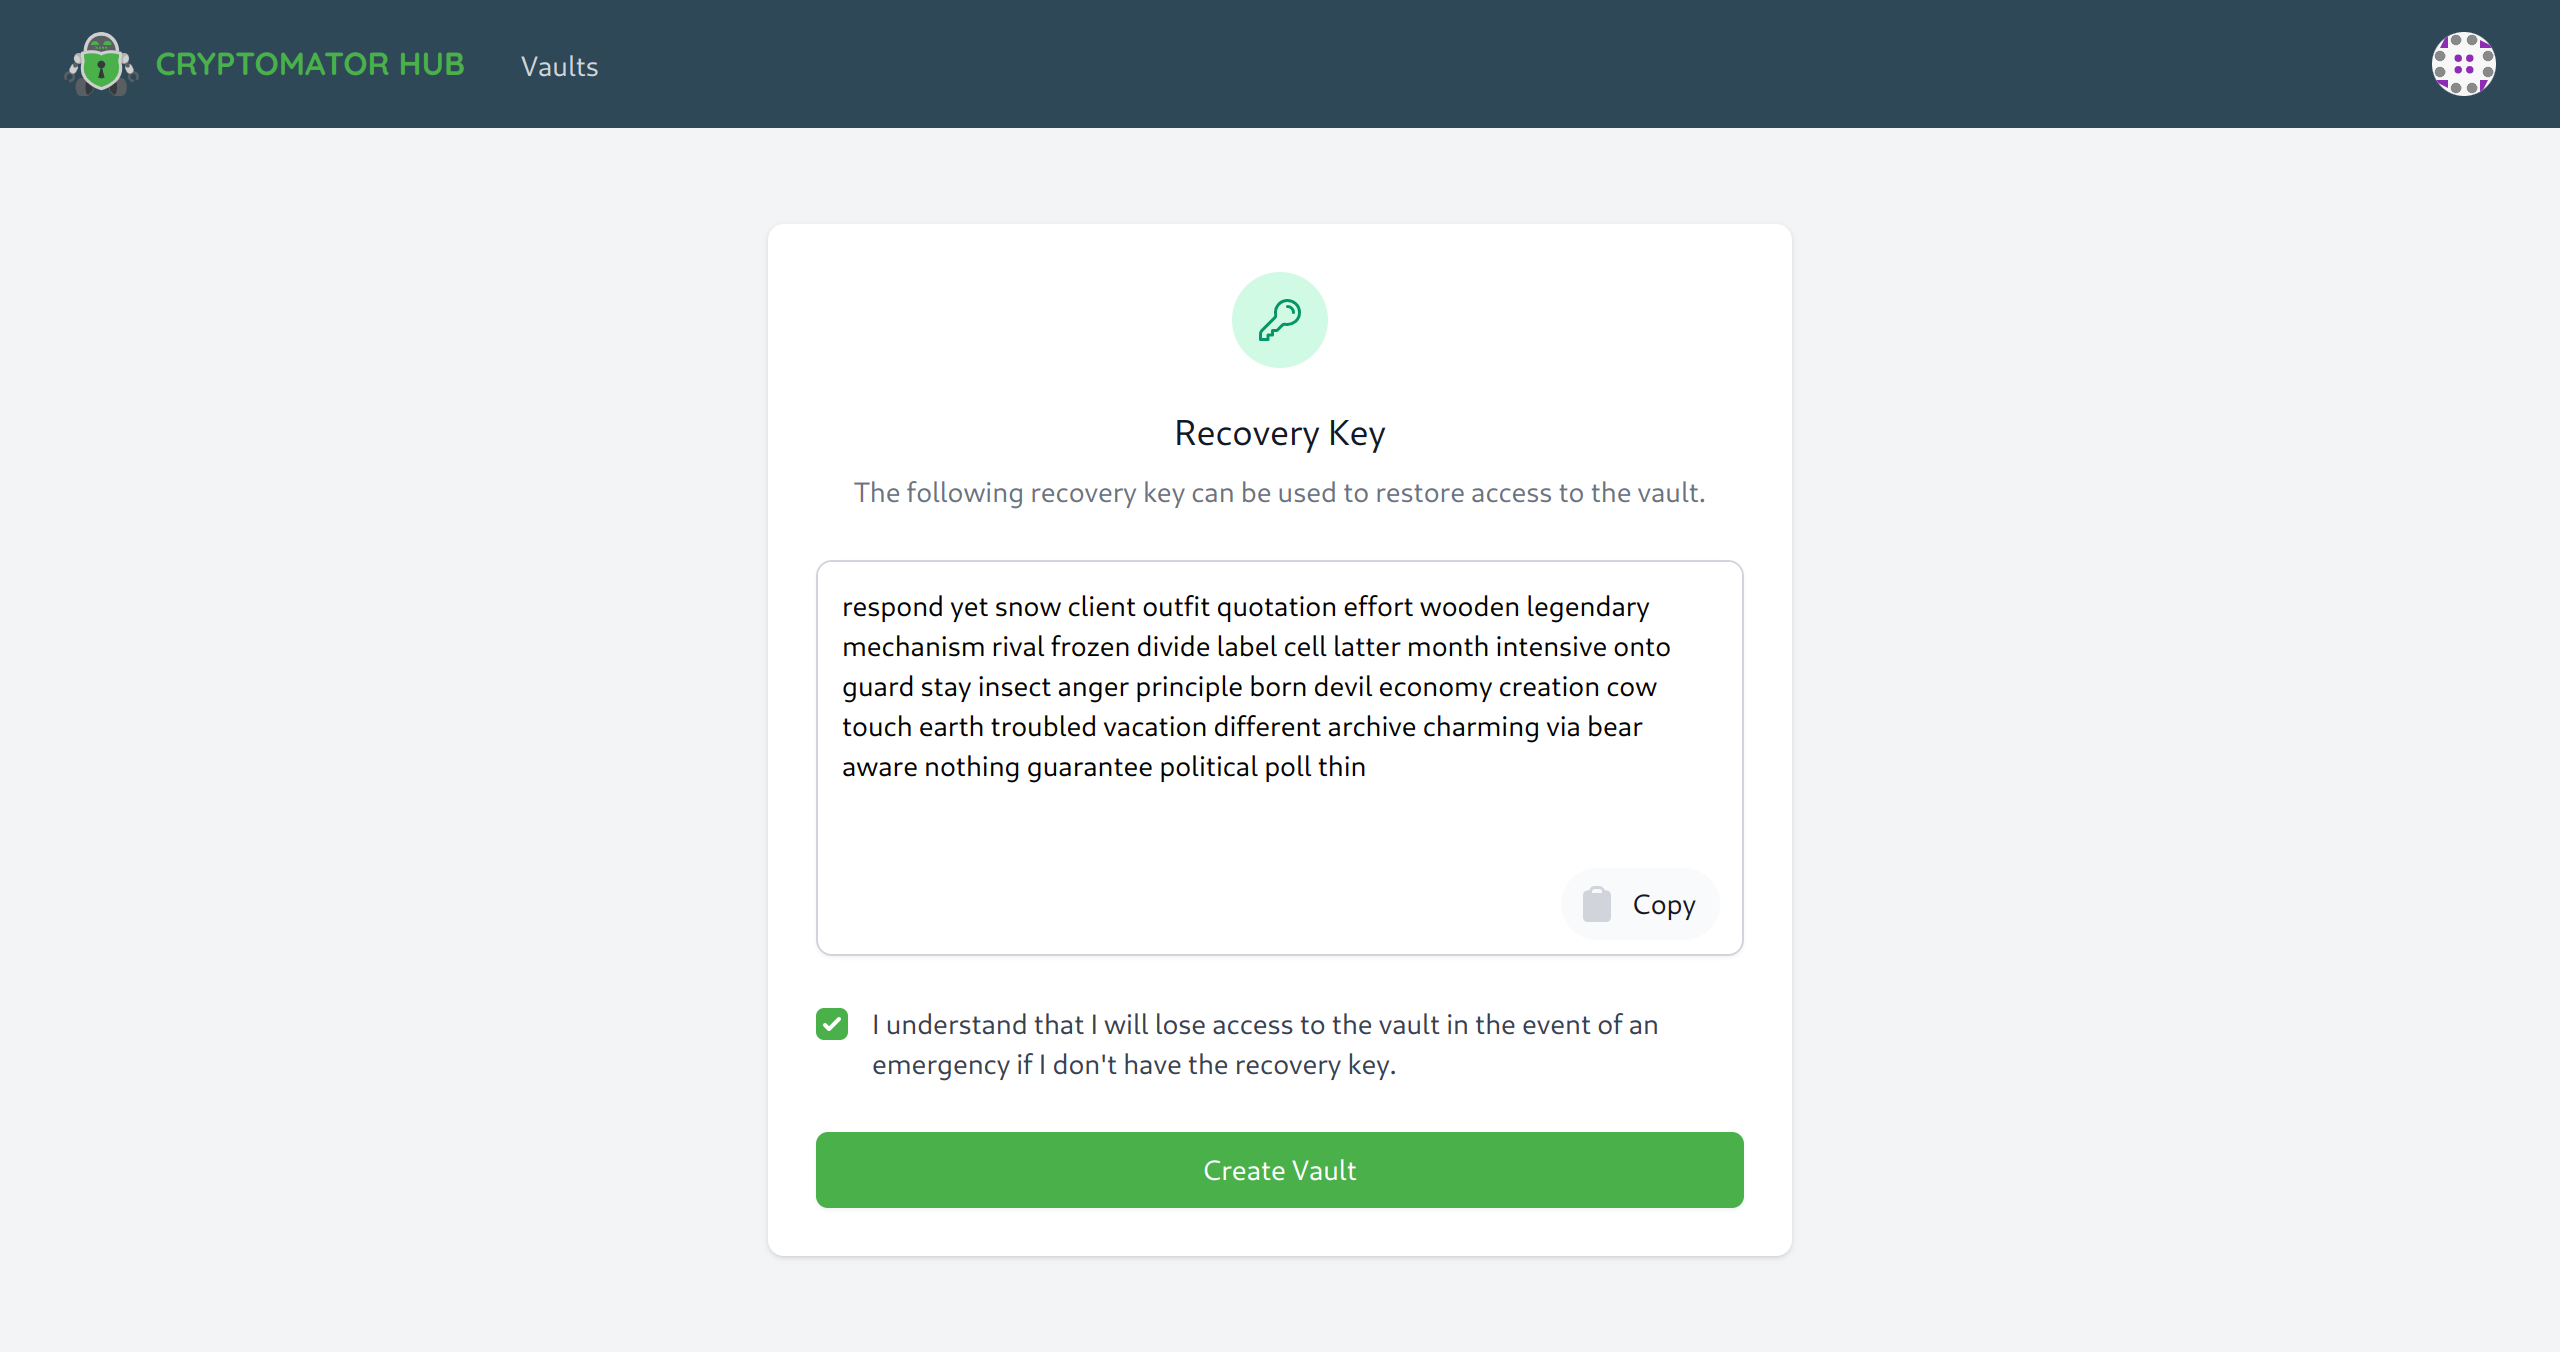 CRYPTOMATOR HUB
Vaults
Recovery Key
The following recovery key can be used to restore access to the vault.
respond yet snow client outfit quotation effort wooden legendary
mechanism rival frozen divide label cell latter month intensive onto
guard stay insect anger principle born devil economy creation cow
touch earth troubled vacation different archive charming via bear
aware nothing guarantee political poll thin
Copy
I understand that I will lose access to the vault in the event of an
emergency if I don't have the recovery key.
Create Vault